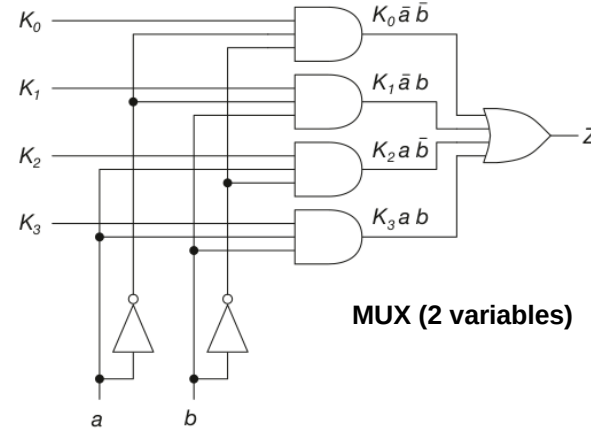 K₀
K₀ ā b̄
K₁
K₁ ā b
K₂
K₂ a b̄
K₃
K₃ a b
MUX (2 variables)
a
b